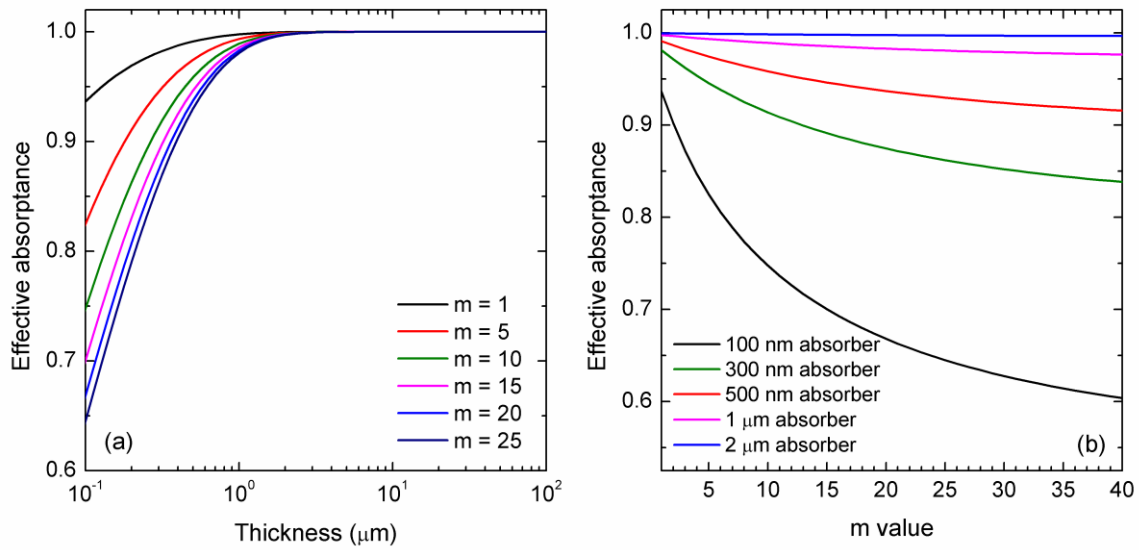 1.0
0.9
0.8
0.7
0.6
Effective absorptance
m = 1
m = 5
m = 10
m = 15
m = 20
m = 25
(a)
10⁻¹ 10⁰ 10¹ 10²
Thickness (μm)
1.0
0.9
0.8
0.7
0.6
Effective absorptance
100 nm absorber
300 nm absorber
500 nm absorber
1 μm absorber
2 μm absorber
(b)
5 10 15 20 25 30 35 40
m value